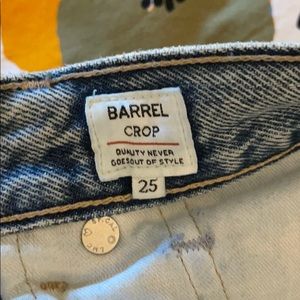 BARREL
CROP
QUALITY NEVER
GOES OUT OF STYLE
25